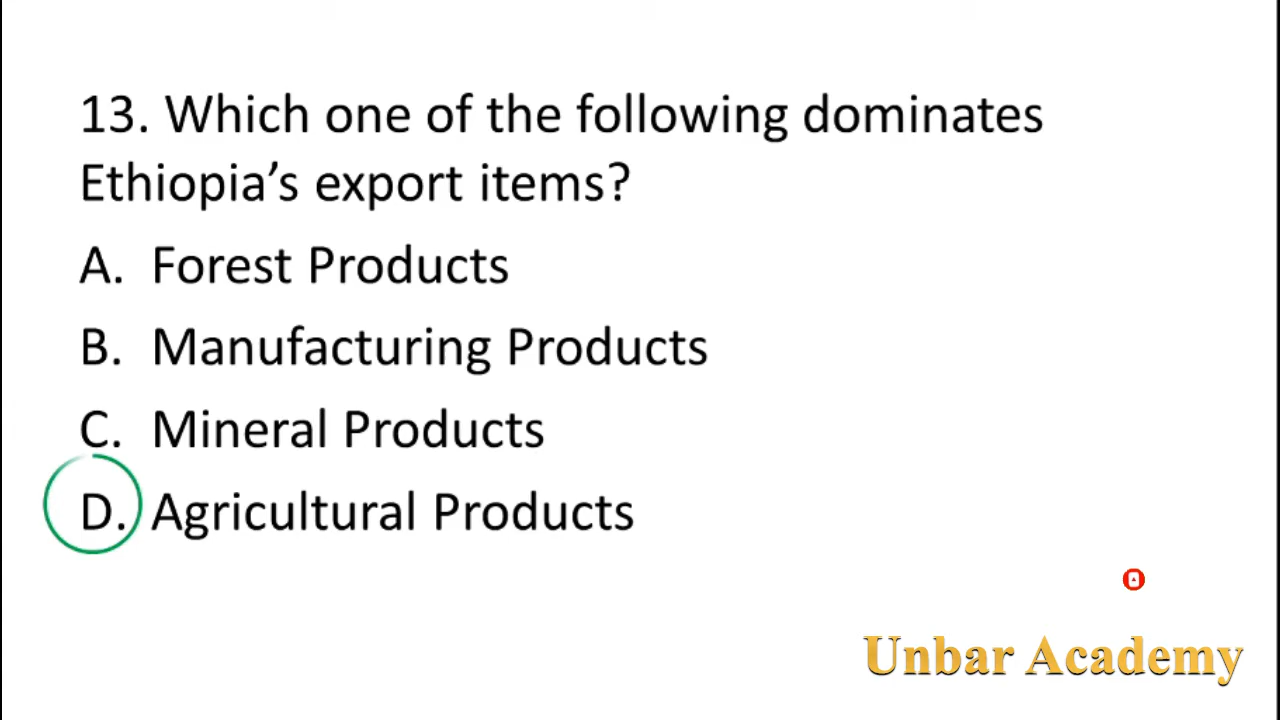 13. Which one of the following dominates
Ethiopia’s export items?
A. Forest Products
B. Manufacturing Products
C. Mineral Products
D. Agricultural Products
Unbar Academy